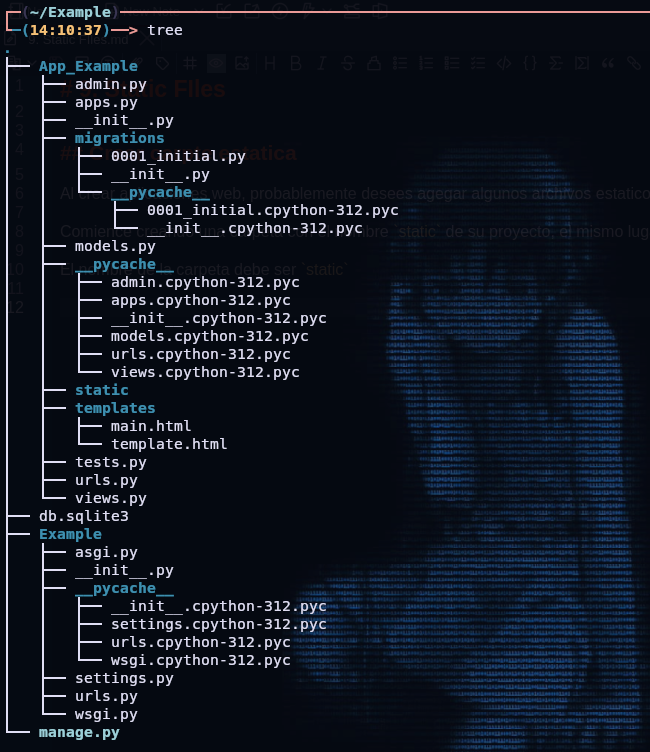 (~/Example)
(14:10:37)──> tree
.
├── App_Example
│   ├── admin.py
│   ├── apps.py
│   ├── __init__.py
│   ├── migrations
│   │   ├── 0001_initial.py
│   │   ├── __init__.py
│   │   └── __pycache__
│   │       ├── 0001_initial.cpython-312.pyc
│   │       └── __init__.cpython-312.pyc
│   ├── models.py
│   ├── __pycache__
│   │   ├── admin.cpython-312.pyc
│   │   ├── apps.cpython-312.pyc
│   │   ├── __init__.cpython-312.pyc
│   │   ├── models.cpython-312.pyc
│   │   ├── urls.cpython-312.pyc
│   │   └── views.cpython-312.pyc
│   ├── static
│   ├── templates
│   │   ├── main.html
│   │   └── template.html
│   ├── tests.py
│   ├── urls.py
│   └── views.py
├── db.sqlite3
├── Example
│   ├── asgi.py
│   ├── __init__.py
│   ├── __pycache__
│   │   ├── __init__.cpython-312.pyc
│   │   ├── settings.cpython-312.pyc
│   │   ├── urls.cpython-312.pyc
│   │   └── wsgi.cpython-312.pyc
│   ├── settings.py
│   ├── urls.py
│   └── wsgi.py
└── manage.py